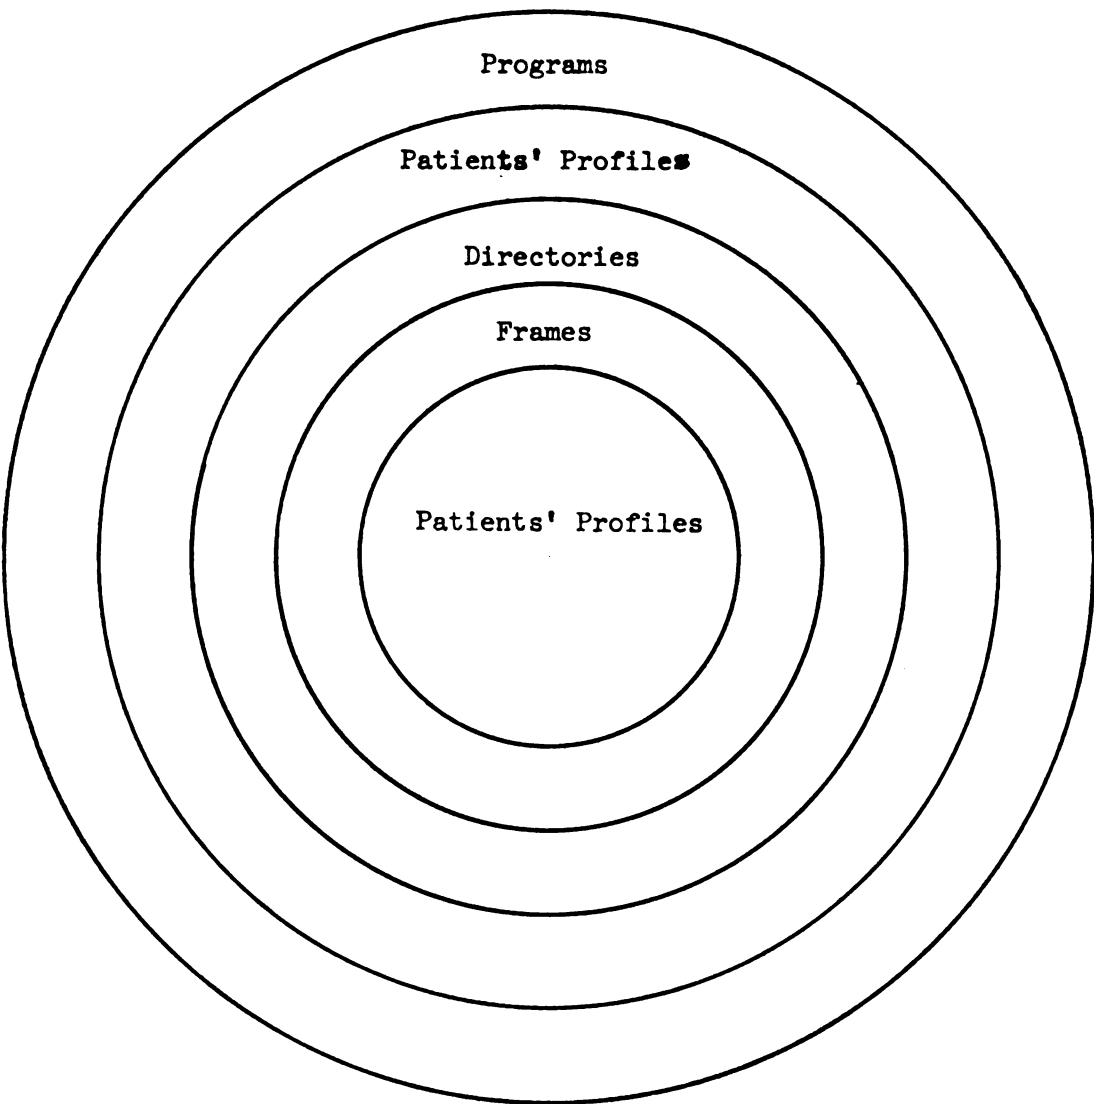 Programs
Patients' Profiles
Directories
Frames
Patients' Profiles